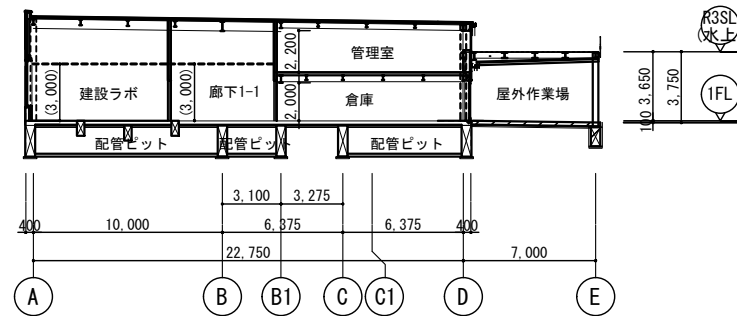 R3SL
(水上
2,200
管理室
(3,000)
建設ラボ
(3,000)
廊下1-1
2,000
倉庫
屋外作業場
100 3,650
3,750
1FL
配管ピット
配管ピット
配管ピット
3,100
3,275
400
10,000
6,375
6,375
400
22,750
7,000
A
B
B1
C
C1
D
E